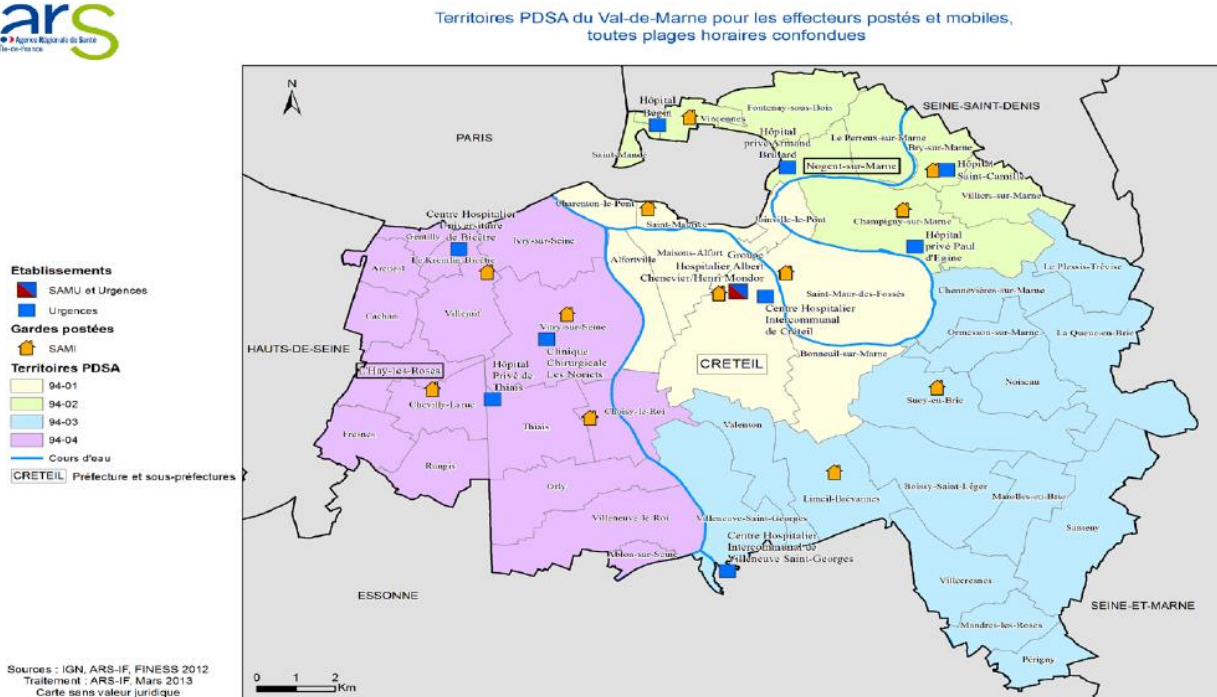 ars
Agence Régionale de Santé
Île-de-France
Territoires PDSA du Val-de-Marne pour les effecteurs postés et mobiles,
toutes plages horaires confondues
N
PARIS
SEINE-SAINT-DENIS
HAUTS-DE-SEINE
ESSONNE
SEINE-ET-MARNE
Hôpital
Bégin
Vincennes
Fontenay-sous-Bois
Saint-Mandé
Hôpital
privé Armand
Brillard
Le Perreux-sur-Marne
Bry-sur-Marne
Nogent-sur-Marne
Hôpital
Saint-Camille
Villiers-sur-Marne
Champigny-sur-Marne
Joinville-le-Pont
Hôpital
privé Paul
d'Egine
Charenton-le-Pont
Saint-Maurice
Centre Hospitalier
Universitaire
de Bicêtre
Gentilly
Le Kremlin-Bicêtre
Ivry-sur-Seine
Arcueil
Cachan
Villejuif
Vitry-sur-Seine
Alfortville
Maisons-Alfort
Groupe
Hospitalier Albert
Chenevier/Henri Mondor
Saint-Maur-des-Fossés
Centre Hospitalier
Intercommunal
de Créteil
CRETEIL
Bonneuil-sur-Marne
Le Plessis-Trévise
Chennevières-sur-Marne
Ormesson-sur-Marne
La Queue-en-Brie
Noiseau
Sucy-en-Brie
L'Hay-les-Roses
Chevilly-Larue
Hôpital
Privé de
Thiais
Clinique
Chirurgicale
Les Noriets
Fresnes
Rungis
Thiais
Choisy-le-Roi
Orly
Villeneuve-le-Roi
Ablon-sur-Seine
Valenton
Limeil-Brévannes
Villeneuve-Saint-Georges
Centre Hospitalier
Intercommunal de
Villeneuve Saint-Georges
Boissy-Saint-Léger
Marolles-en-Brie
Santeny
Villecresnes
Mandres-les-Roses
Périgny
Etablissements
SAMU et Urgences
Urgences
Gardes postées
SAMI
Territoires PDSA
94-01
94-02
94-03
94-04
Cours d'eau
CRETEIL Préfecture et sous-préfectures
0 1 2
Km
Sources : IGN, ARS-IF, FINESS 2012
Traitement : ARS-IF, Mars 2013
Carte sans valeur juridique